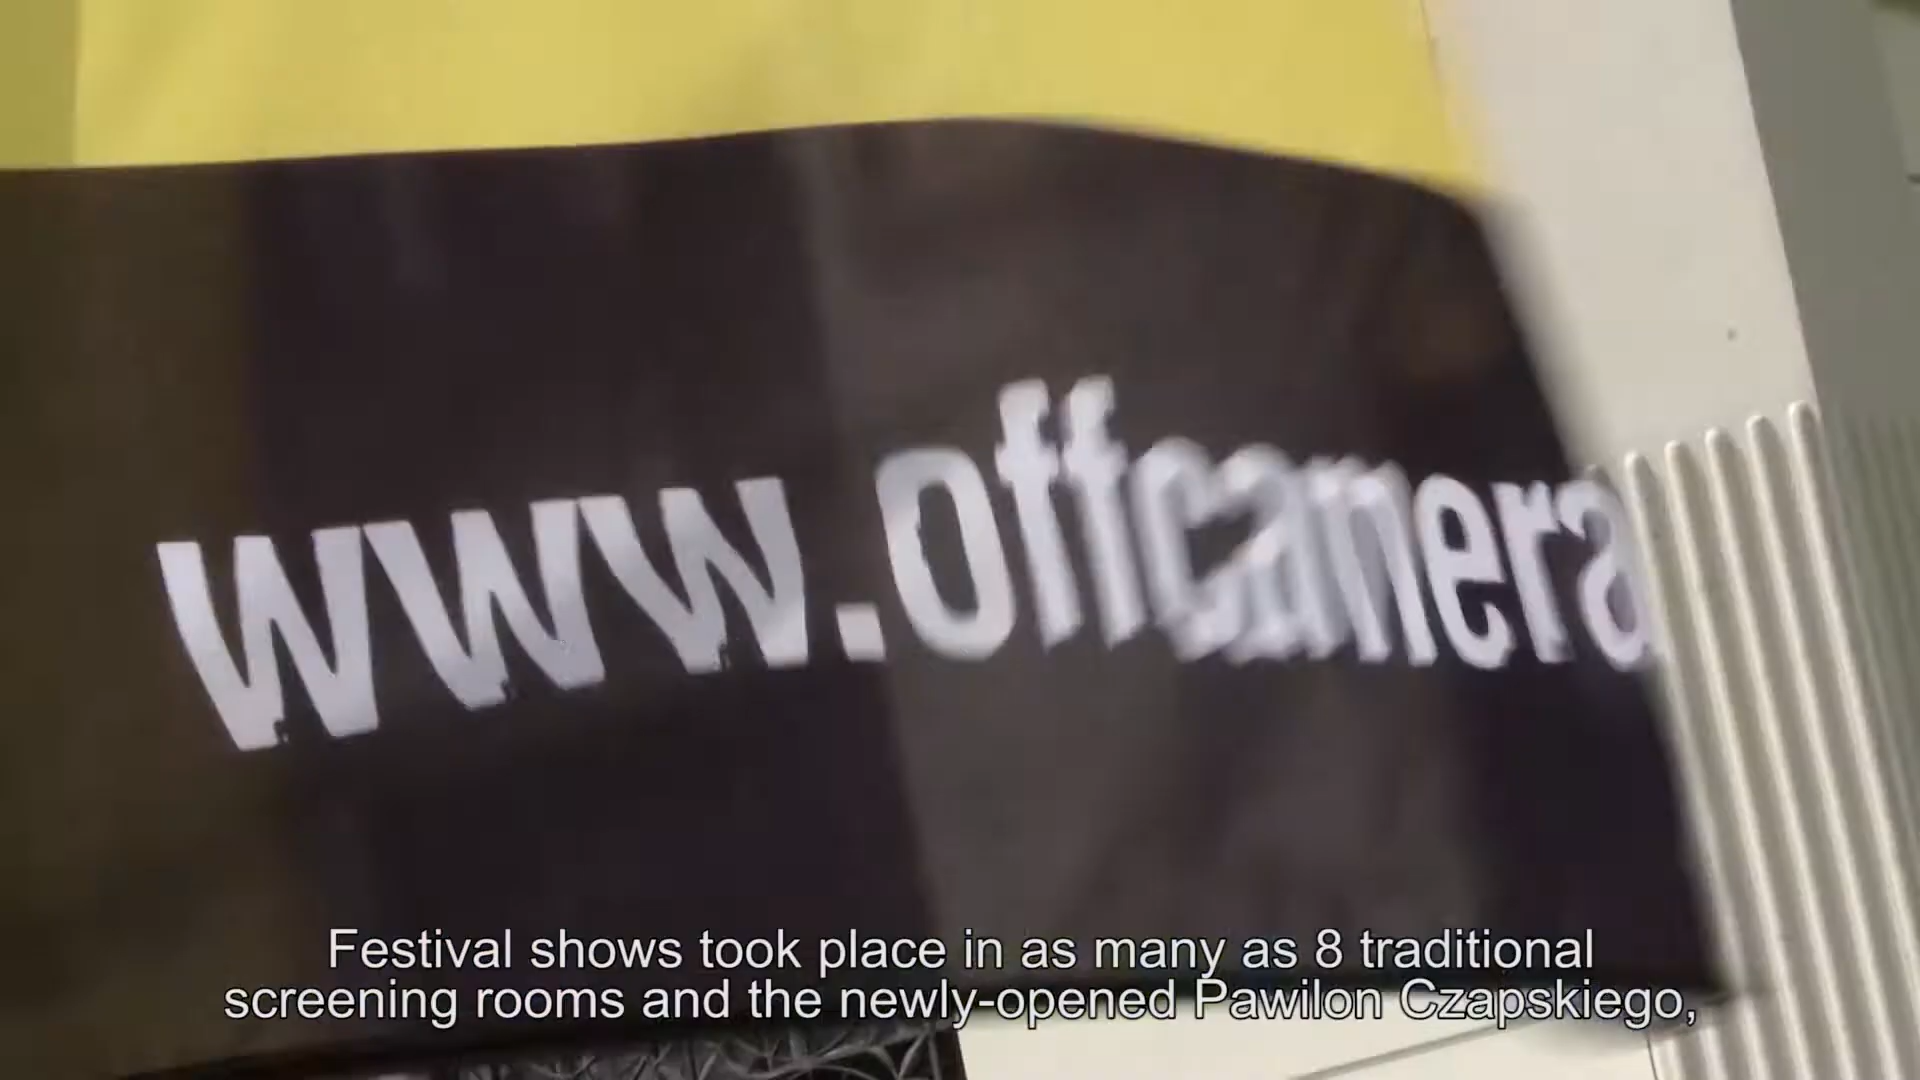 www.offcamera
Festival shows took place in as many as 8 traditional
screening rooms and the newly-opened Pawilon Czapskiego,